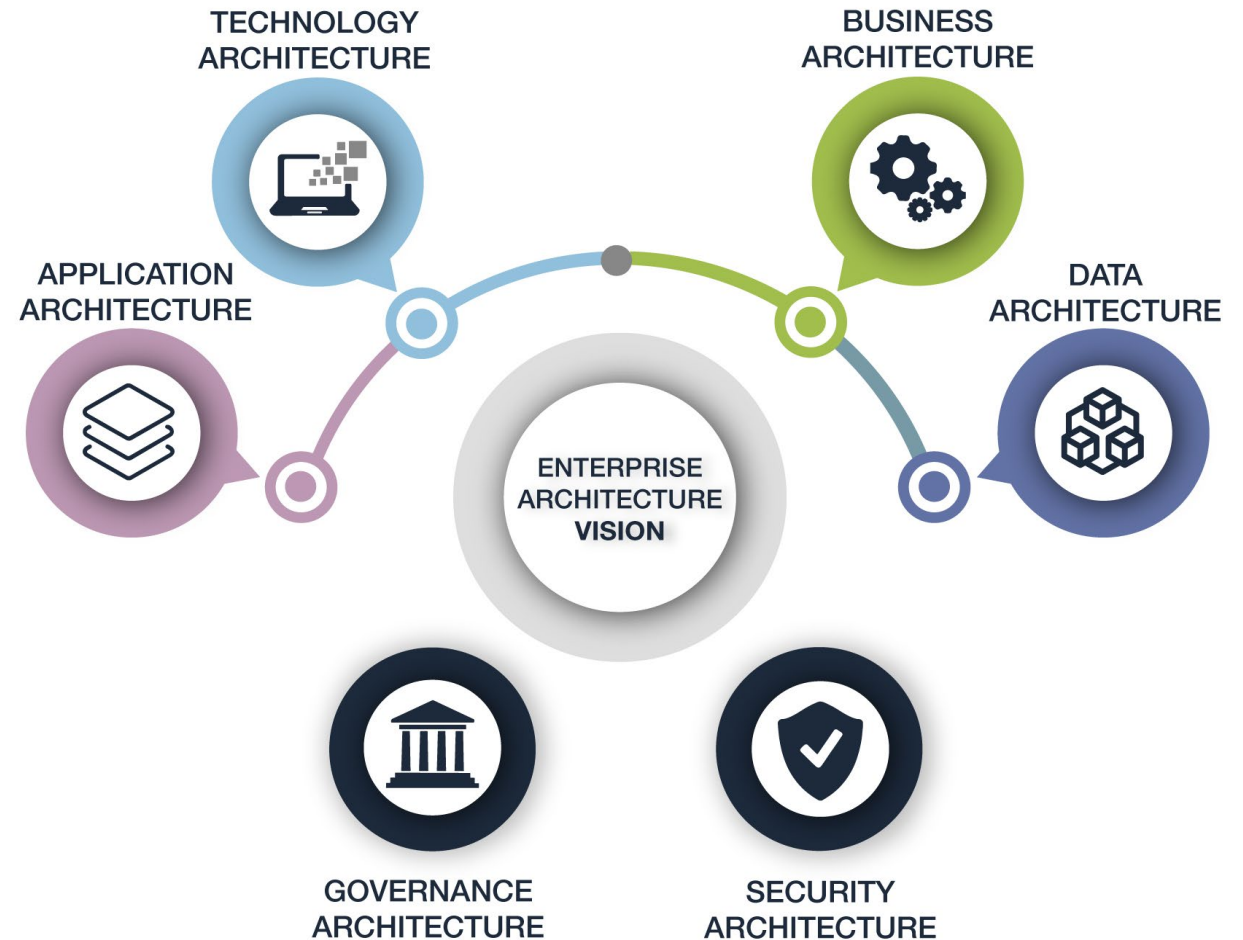 TECHNOLOGY
ARCHITECTURE
BUSINESS
ARCHITECTURE
APPLICATION
ARCHITECTURE
DATA
ARCHITECTURE
ENTERPRISE
ARCHITECTURE
VISION
GOVERNANCE
ARCHITECTURE
SECURITY
ARCHITECTURE